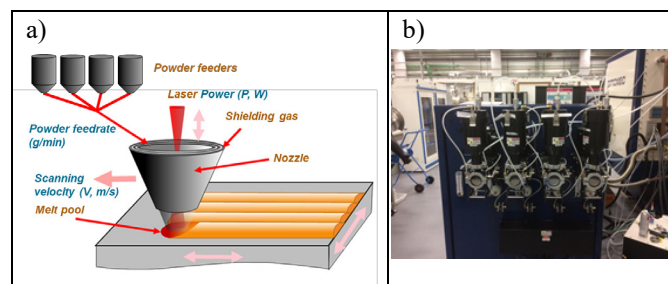 a)
Powder feeders
Laser Power (P, W)
Shielding gas
Powder feedrate
(g/min)
Nozzle
Scanning
velocity (V, m/s)
Melt pool
b)